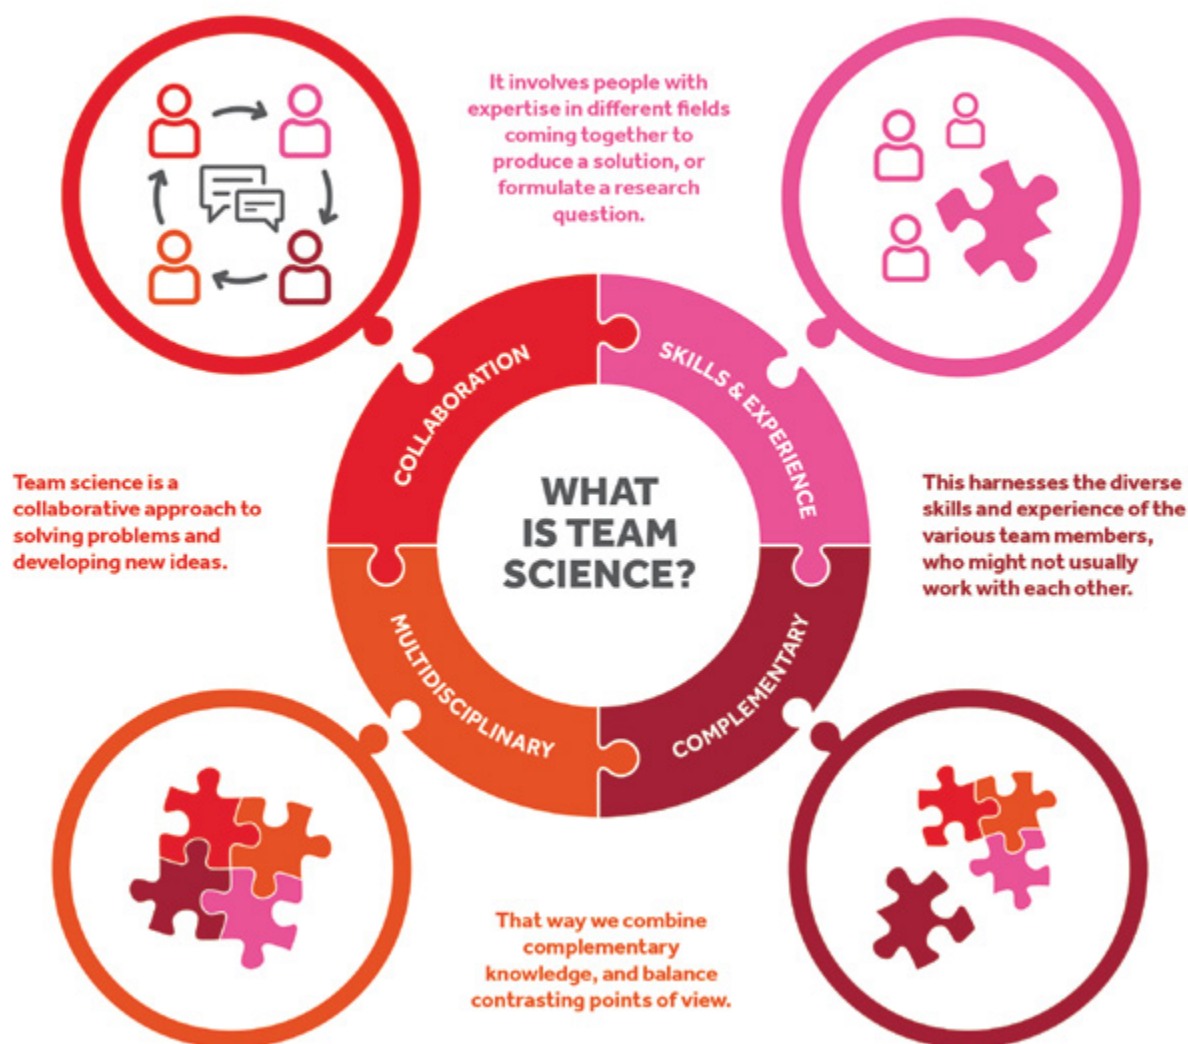 It involves people with
expertise in different fields
coming together to
produce a solution, or
formulate a research
question.
COLLABORATION
SKILLS & EXPERIENCE
Team science is a
collaborative approach to
solving problems and
developing new ideas.
WHAT
IS TEAM
SCIENCE?
This harnesses the diverse
skills and experience of the
various team members,
who might not usually
work with each other.
MULTIDISCIPLINARY
COMPLEMENTARY
That way we combine
complementary
knowledge, and balance
contrasting points of view.